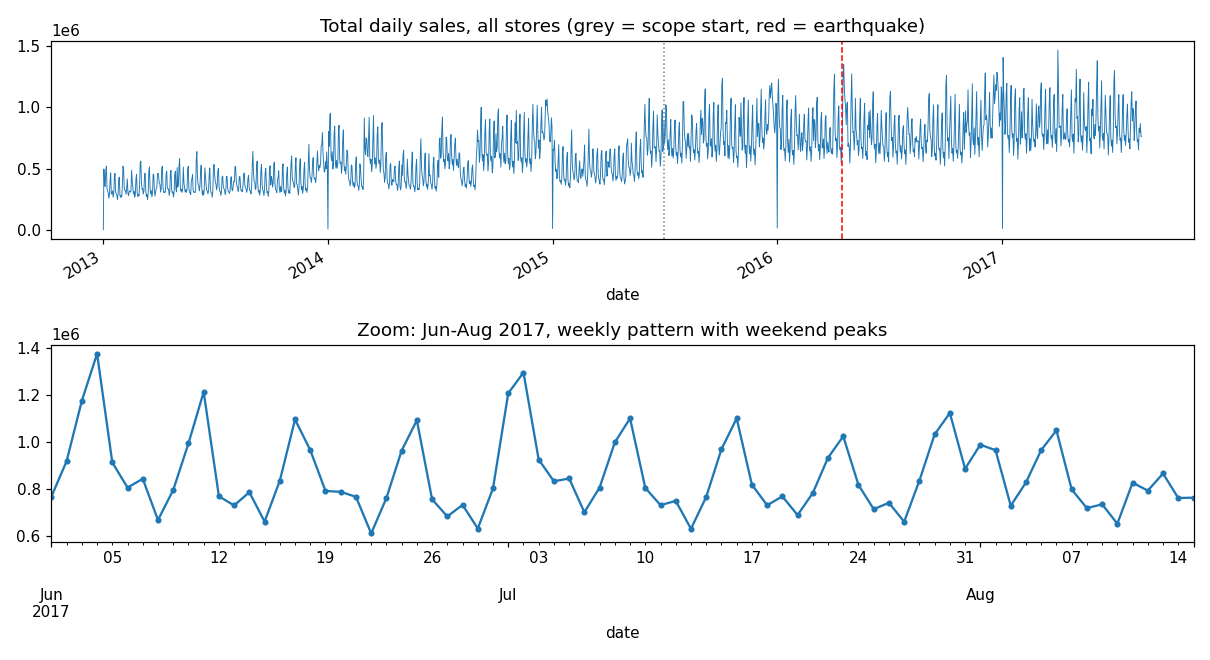 Total daily sales, all stores (grey = scope start, red = earthquake)
1e6
1.5
1.0
0.5
0.0
2013 2014 2015 2016 2017
date
Zoom: Jun-Aug 2017, weekly pattern with weekend peaks
1e6
1.4
1.2
1.0
0.8
0.6
05 12 19 26 03 10 17 24 31 07 14
Jun Jul Aug
2017
date